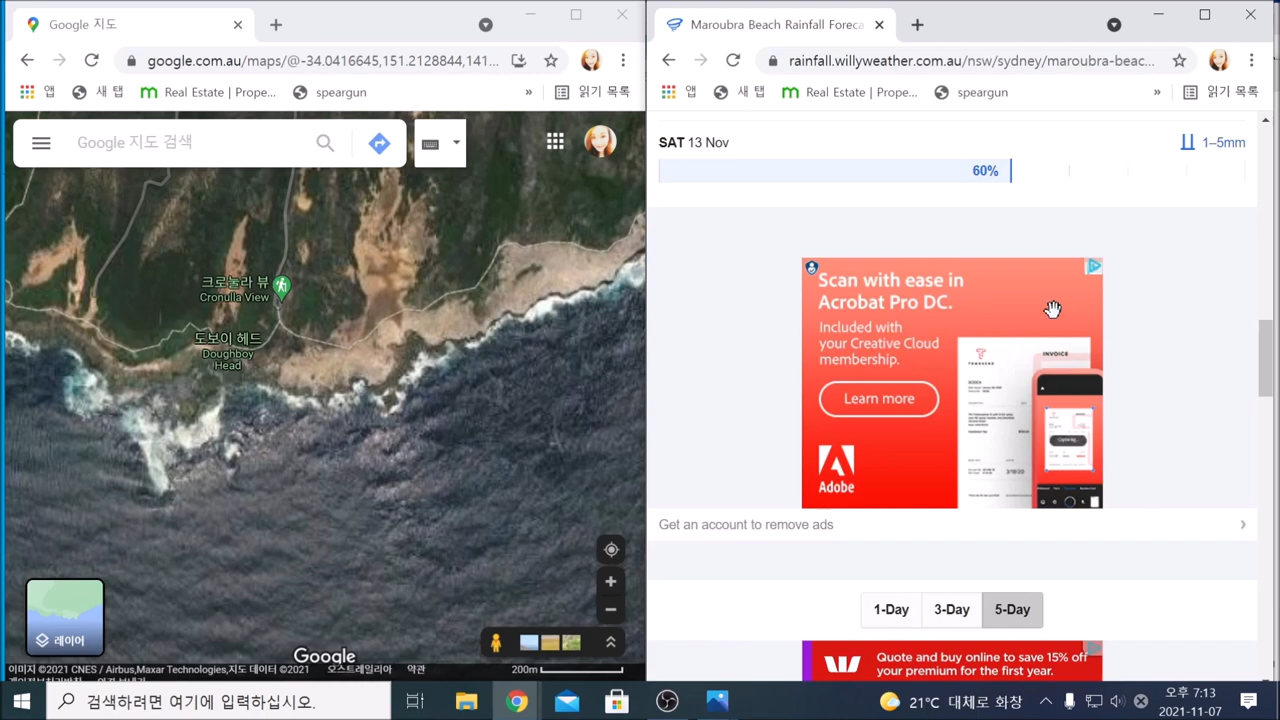 Google 지도
google.com.au/maps/@-34.0416645,151.2128844,141...
앱
새 탭
Real Estate | Prope...
speargun
»
읽기 목록
Google 지도 검색
크로눌라 뷰
Cronulla View
도보이 헤드
Doughboy
Head
레이어
Google
이미지 ©2021 CNES / Airbus,Maxar Technologies,지도 데이터 ©2021 오스트레일리아 약관
200m
Maroubra Beach Rainfall Foreca
rainfall.willyweather.com.au/nsw/sydney/maroubra-beac...
앱
새 탭
Real Estate | Prope...
speargun
»
읽기 목록
SAT 13 Nov
1–5mm
60%
Scan with ease in
Acrobat Pro DC.
Included with
your Creative Cloud
membership.
Learn more
Adobe
INVOICE
Get an account to remove ads
1-Day 3-Day 5-Day
Quote and buy online to save 15% off
your premium for the first year.
검색하려면 여기에 입력하십시오.
21°C 대체로 화창
오후 7:13
2021-11-07